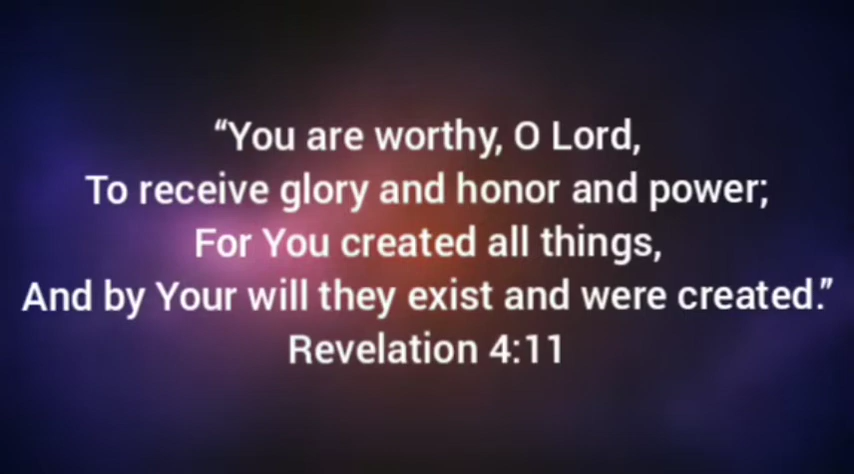 “You are worthy, O Lord,
To receive glory and honor and power;
For You created all things,
And by Your will they exist and were created.”
Revelation 4:11